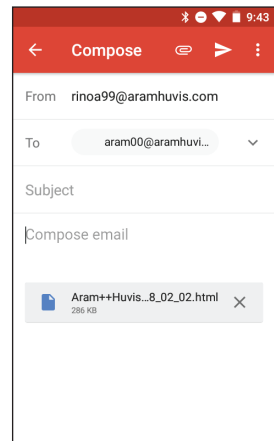 9:43
Compose
From rinoa99@aramhuvis.com
To aram00@aramhuvi...
Subject
Compose email
Aram++Huvis...8_02_02.html
286 KB